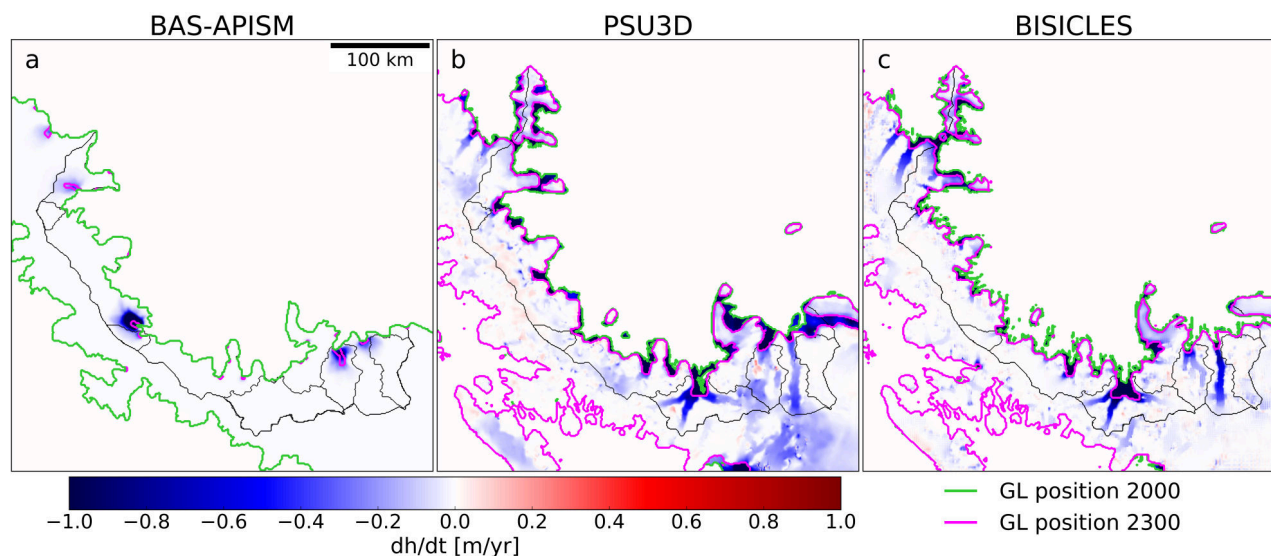 BAS-APISM PSU3D BISICLES
a 100 km b c
−1.0 −0.8 −0.6 −0.4 −0.2 0.0 0.2 0.4 0.6 0.8 1.0
dh/dt [m/yr]
GL position 2000
GL position 2300